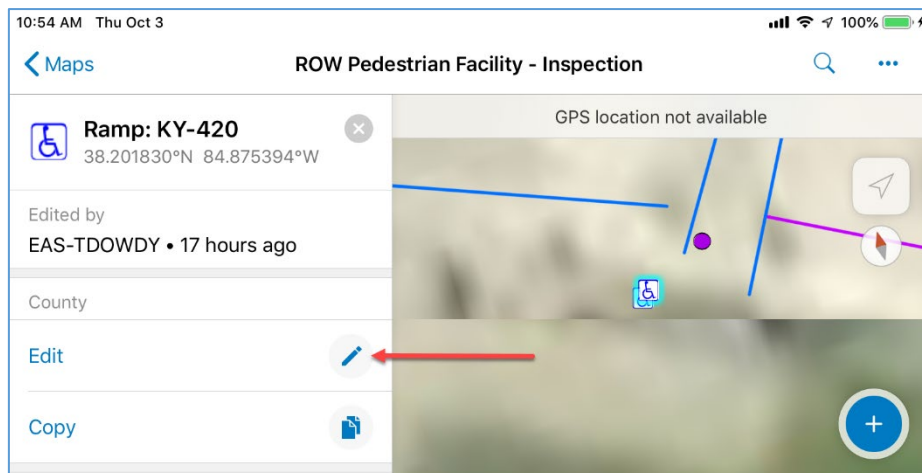 10:54 AM Thu Oct 3
100%
Maps
ROW Pedestrian Facility - Inspection
Ramp: KY-420
38.201830°N 84.875394°W
GPS location not available
Edited by
EAS-TDOWDY • 17 hours ago
County
Edit
Copy